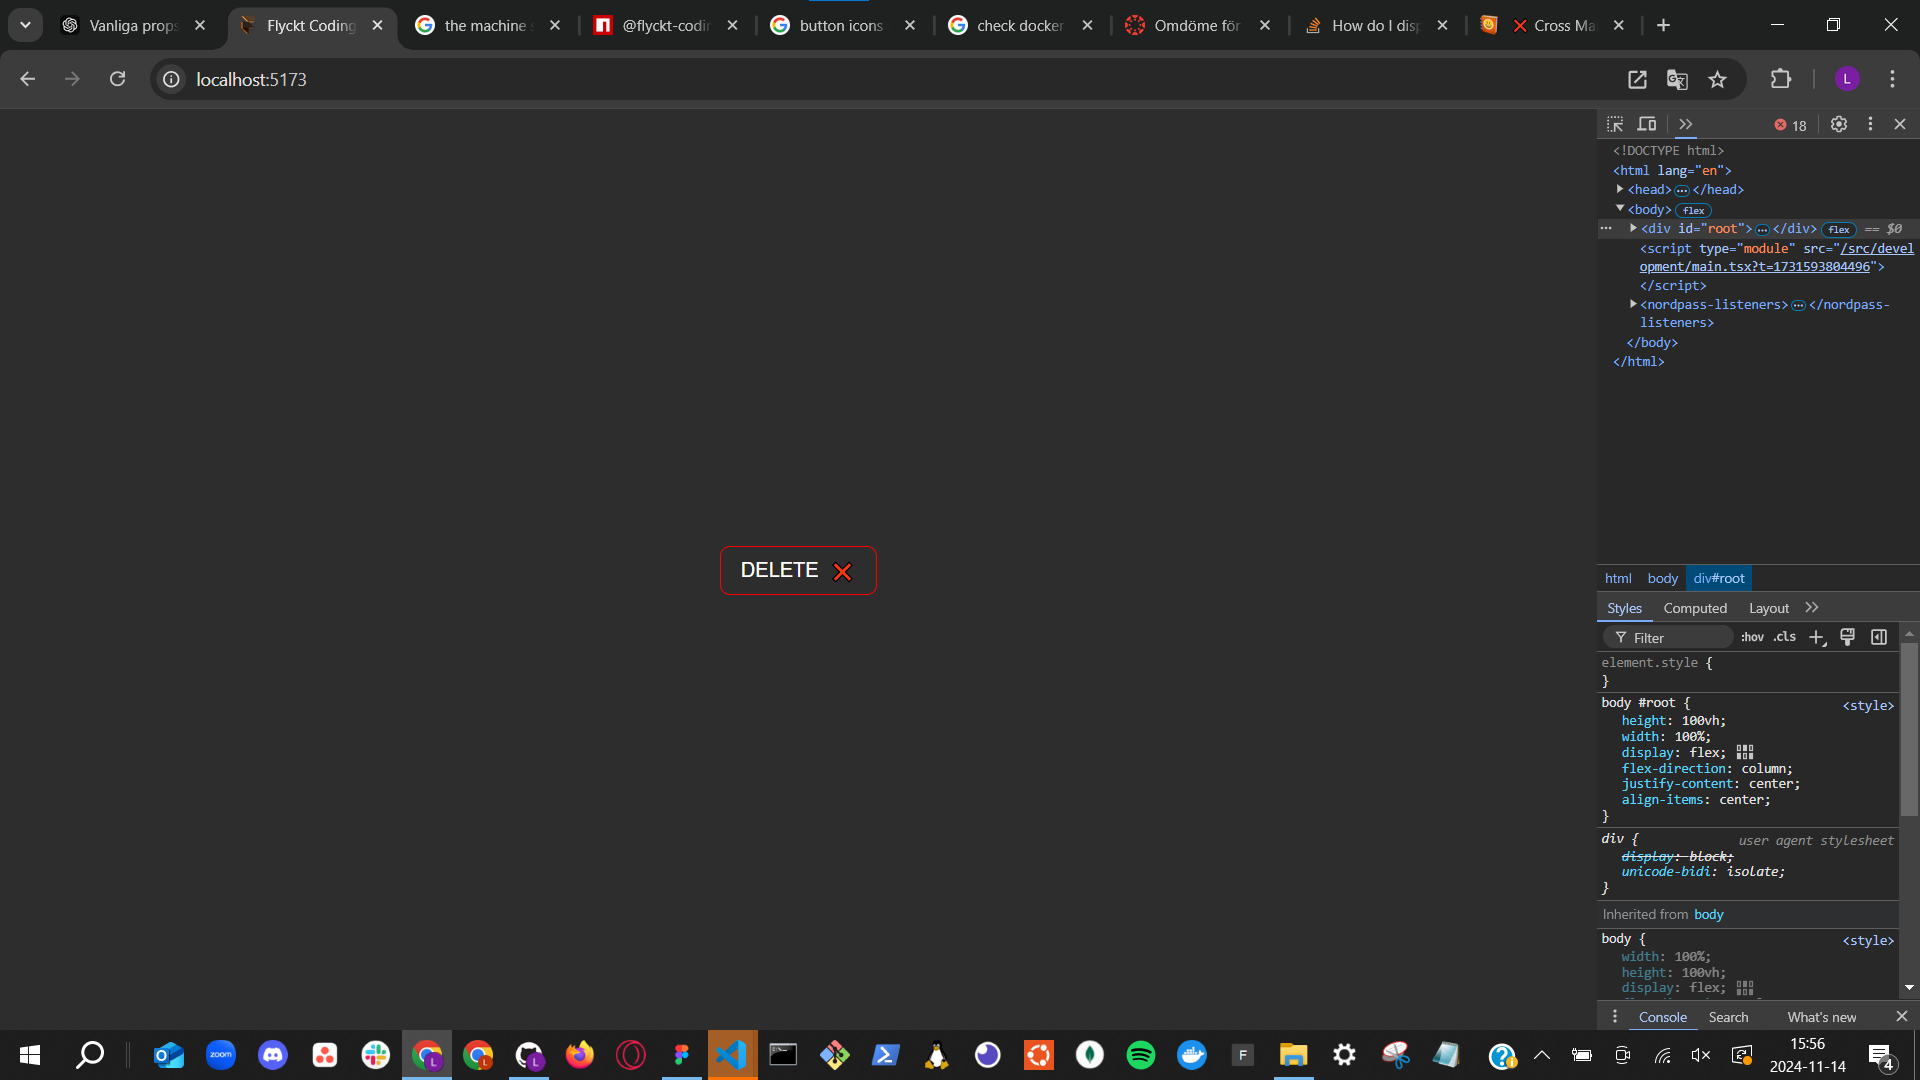 Vanliga props
Flyckt Coding
the machine s
@flyckt-codin
button icons
check docker
Omdöme för
How do I disp
Cross Ma
localhost:5173
L
18
<!DOCTYPE html>
<html lang="en">
<head> </head>
<body> flex
<div id="root"> </div> flex == $0
<script type="module" src="/src/devel
opment/main.tsx?t=1731593804496">
</script>
<nordpass-listeners> </nordpass-
listeners>
</body>
</html>
DELETE
html body div#root
Styles Computed Layout
Filter :hov .cls
element.style {
}
body #root { <style>
height: 100vh;
width: 100%;
display: flex;
flex-direction: column;
justify-content: center;
align-items: center;
}
div { user agent stylesheet
display: block;
unicode-bidi: isolate;
}
Inherited from body
body { <style>
width: 100%;
height: 100vh;
display: flex;
Console Search What's new
zoom
F
15:56
2024-11-14
4